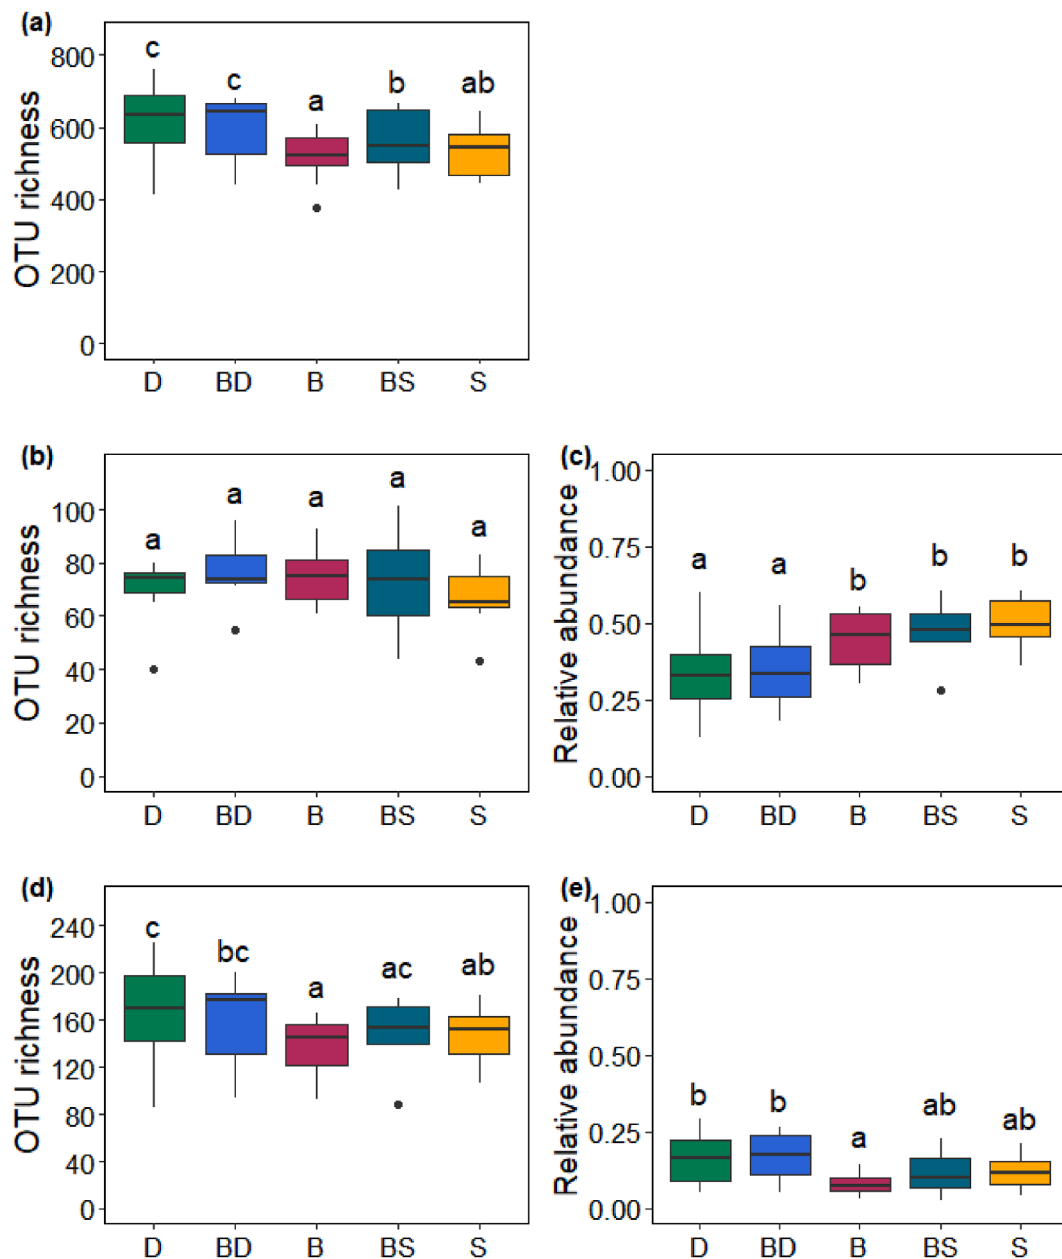 (a)
OTU richness
800
600
400
200
0
c
c
a
b
ab
D BD B BS S
(b)
OTU richness
100
80
60
40
20
0
a
a
a
a
a
D BD B BS S
(c)
Relative abundance
1.00
0.75
0.50
0.25
0.00
a
a
b
b
b
D BD B BS S
(d)
OTU richness
240
200
160
120
80
40
0
c
bc
a
ac
ab
D BD B BS S
(e)
Relative abundance
1.00
0.75
0.50
0.25
0.00
b
b
a
ab
ab
D BD B BS S